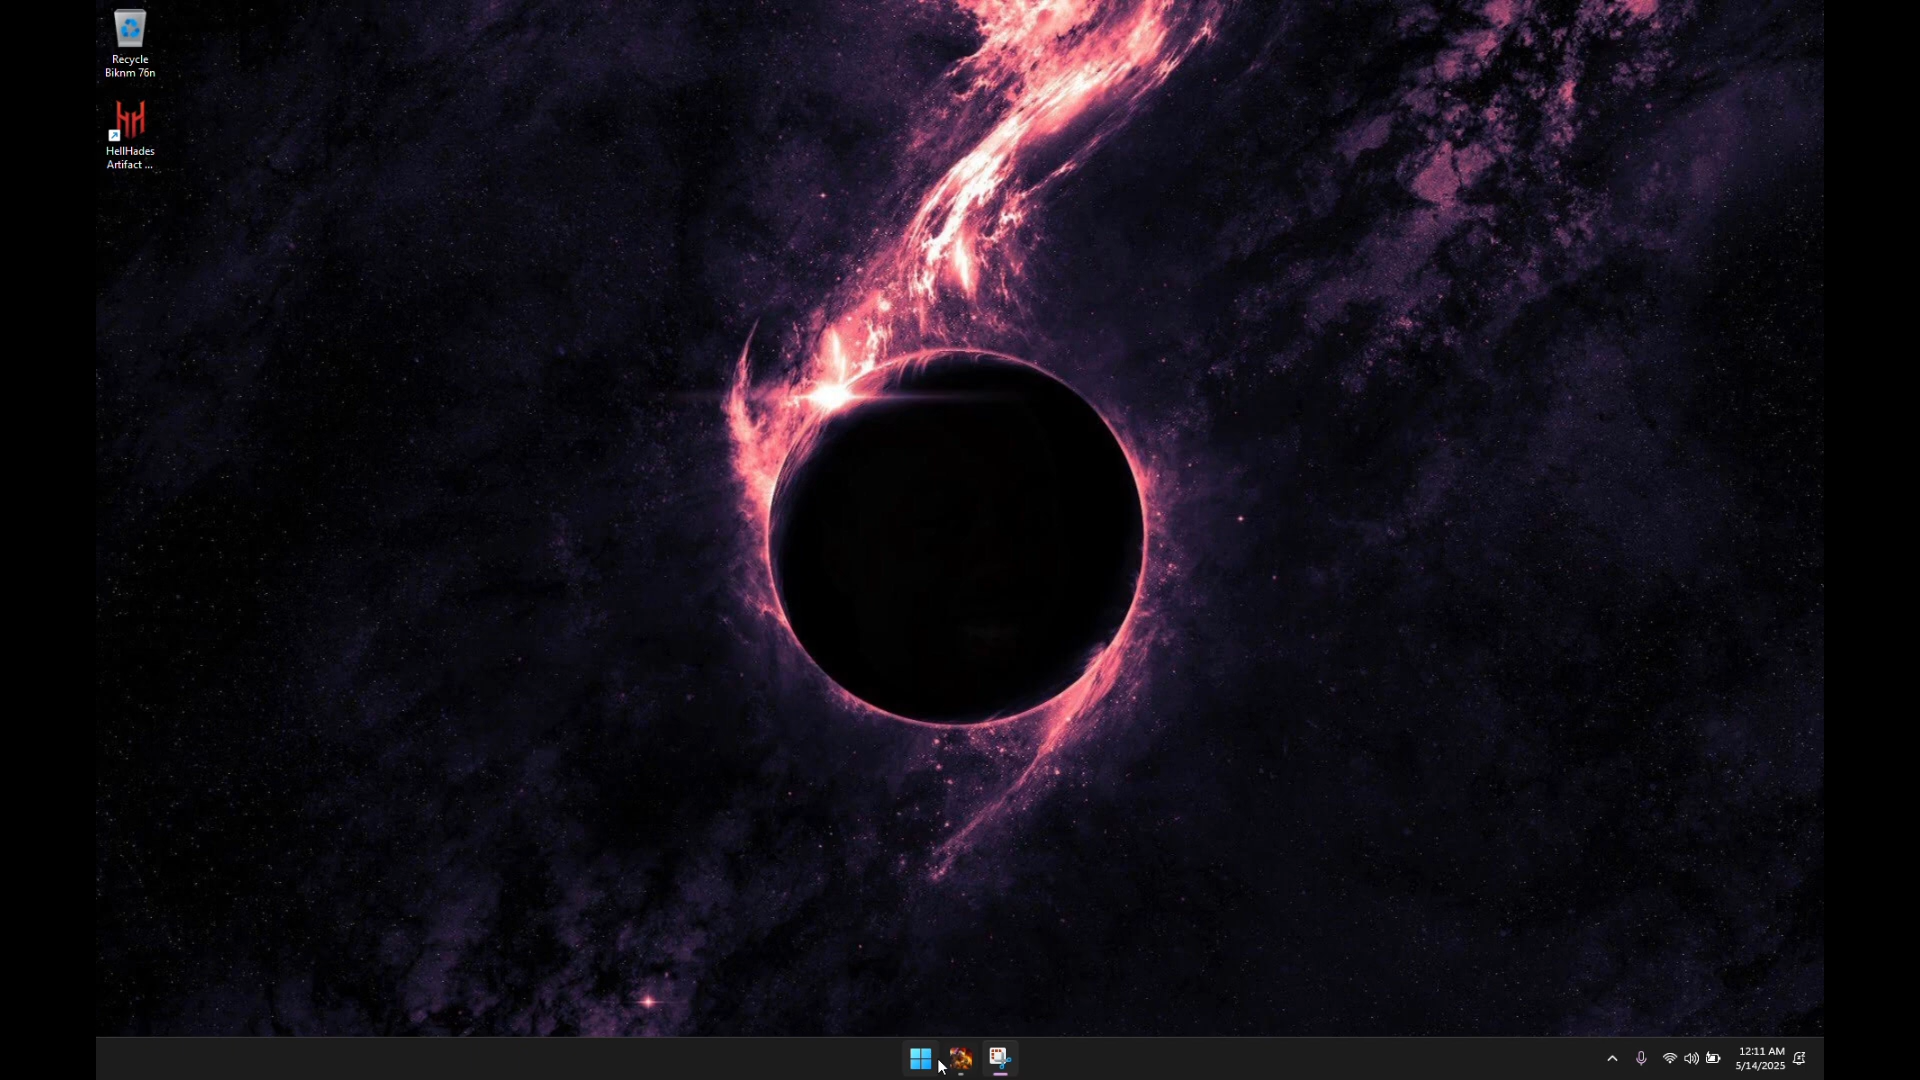 Recycle
Biknm 76n
HellHades
Artifact ...
12:11 AM
5/14/2025